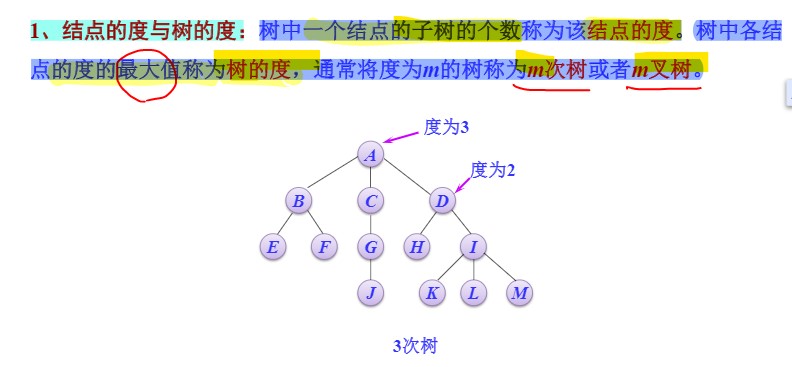 1、结点的度与树的度：树中一个结点的子树的个数称为该结点的度。树中各结
点的度的最大值称为树的度，通常将度为m的树称为m次树或者m叉树。
度为3
A
度为2
B C D
E F G H I
J K L M
3次树